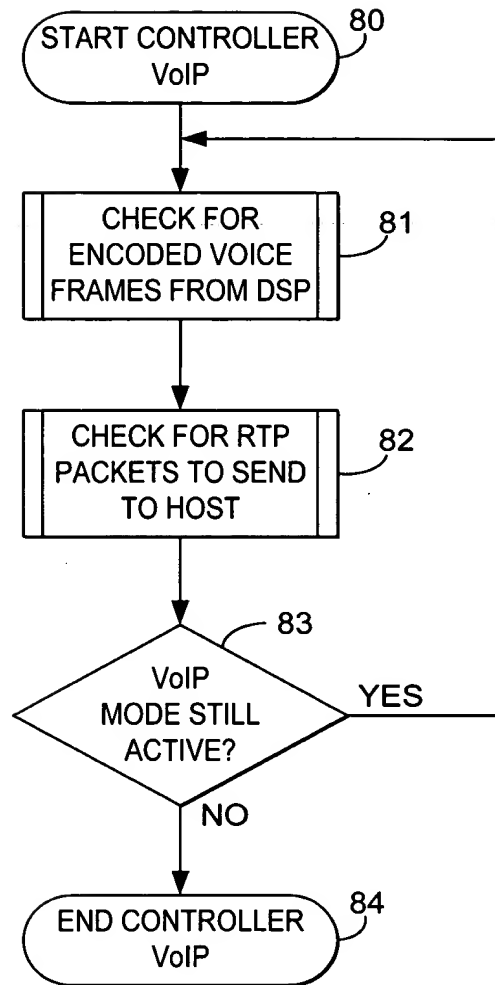 START CONTROLLER
VoIP
80
CHECK FOR
ENCODED VOICE
FRAMES FROM DSP
81
CHECK FOR RTP
PACKETS TO SEND
TO HOST
82
83
VoIP
MODE STILL
ACTIVE?
YES
NO
END CONTROLLER
VoIP
84